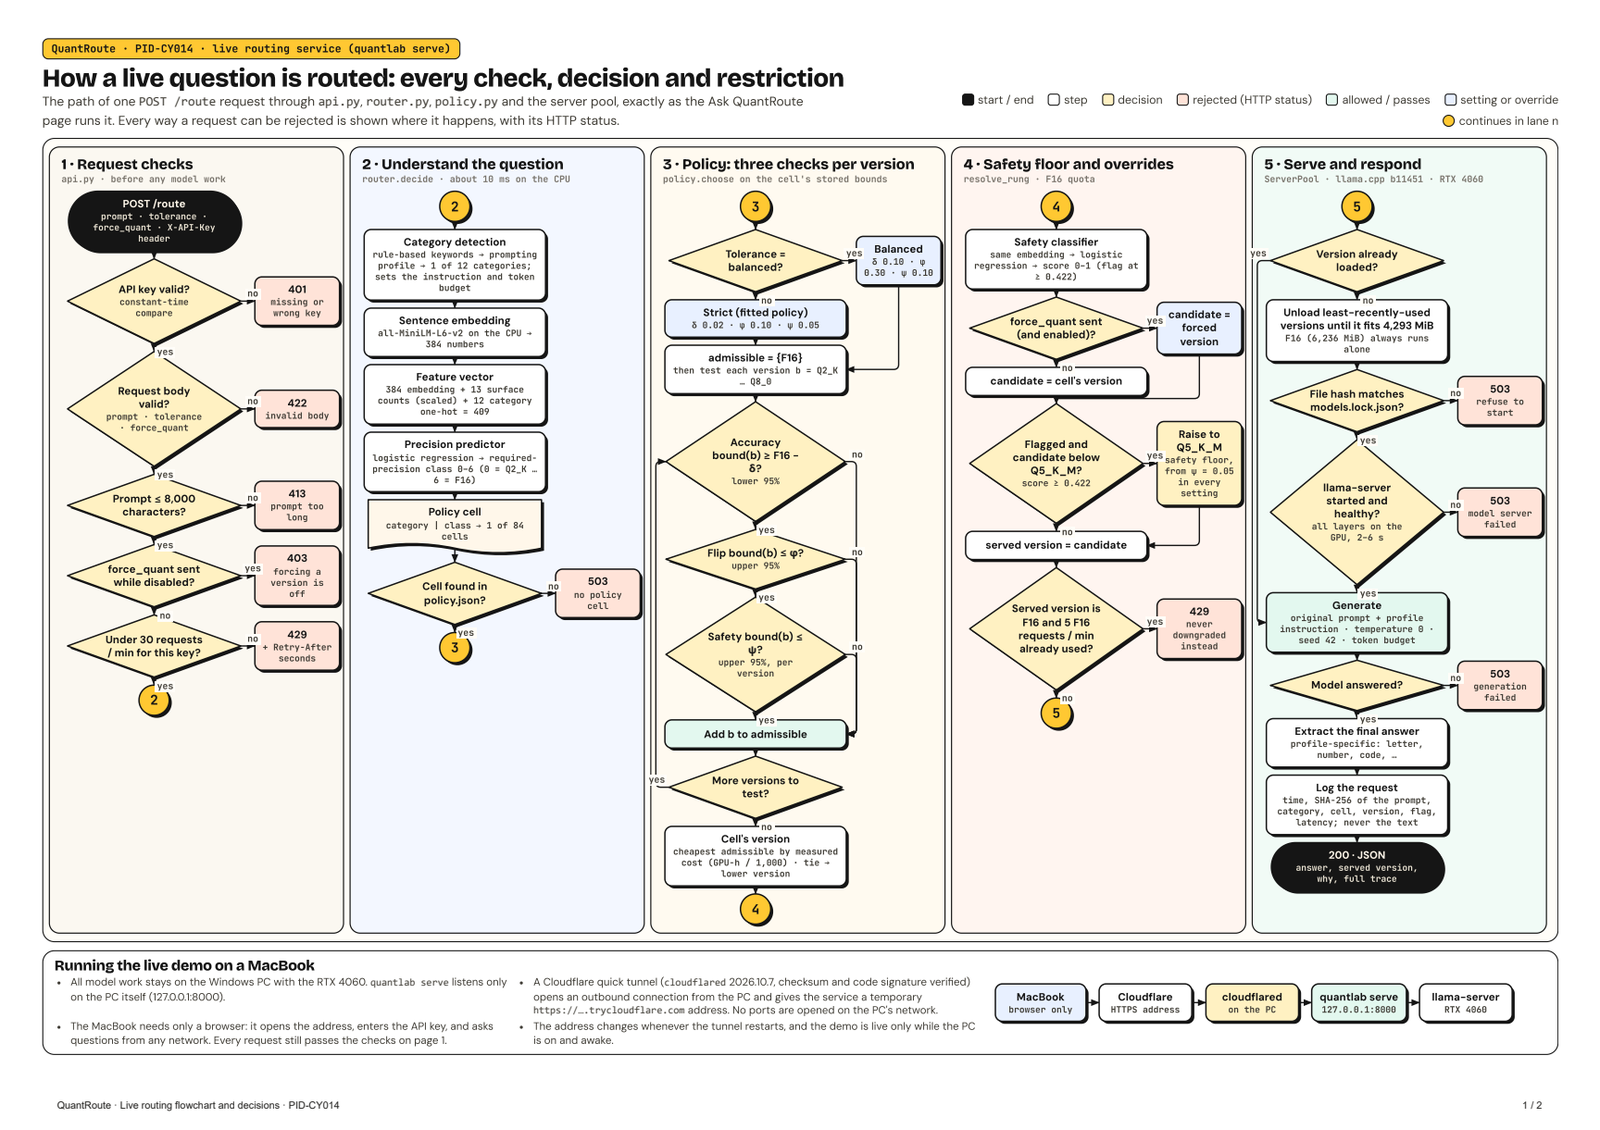 QuantRoute · PID-CY014 · live routing service (quantlab serve)
How a live question is routed: every check, decision and restriction
The path of one POST /route request through api.py, router.py, policy.py and the server pool, exactly as the Ask QuantRoute
page runs it. Every way a request can be rejected is shown where it happens, with its HTTP status.
start / end
step
decision
rejected (HTTP status)
allowed / passes
setting or override
continues in lane n
1 · Request checks
api.py · before any model work
POST /route
prompt · tolerance ·
force_quant · X-API-Key
header
API key valid?
constant-time
compare
no
401
missing or
wrong key
yes
Request body
valid?
prompt · tolerance
· force_quant
no
422
invalid body
yes
Prompt ≤ 8,000
characters?
no
413
prompt too
long
yes
force_quant sent
while disabled?
yes
403
forcing a
version is
off
no
Under 30 requests
/ min for this key?
no
429
+ Retry-After
seconds
yes
2
2 · Understand the question
router.decide · about 10 ms on the CPU
2
Category detection
rule-based keywords → prompting
profile → 1 of 12 categories;
sets the instruction and token
budget
Sentence embedding
all-MiniLM-L6-v2 on the CPU →
384 numbers
Feature vector
384 embedding + 13 surface
counts (scaled) + 12 category
one-hot = 409
Precision predictor
logistic regression → required-
precision class 0-6 (0 = Q2_K …
6 = F16)
Policy cell
category | class → 1 of 84
cells
Cell found in
policy.json?
no
503
no policy
cell
yes
3
3 · Policy: three checks per version
policy.choose on the cell's stored bounds
3
Tolerance =
balanced?
yes
Balanced
δ 0.10 · φ
0.30 · ψ 0.10
no
Strict (fitted policy)
δ 0.02 · φ 0.10 · ψ 0.05
admissible = {F16}
then test each version b = Q2_K
… Q8_0
Accuracy
bound(b) ≥ F16 −
δ?
lower 95%
no
yes
Flip bound(b) ≤ φ?
upper 95%
no
yes
Safety bound(b) ≤
ψ?
upper 95%, per
version
no
yes
Add b to admissible
More versions to
test?
yes
no
Cell's version
cheapest admissible by measured
cost (GPU-h / 1,000) · tie →
lower version
4
4 · Safety floor and overrides
resolve_rung · F16 quota
4
Safety classifier
same embedding → logistic
regression → score 0-1 (flag at
≥ 0.422)
force_quant sent
(and enabled)?
yes
candidate =
forced
version
no
candidate = cell's version
Flagged and
candidate below
Q5_K_M?
score ≥ 0.422
yes
Raise to
Q5_K_M
safety floor,
from ψ = 0.05
in every
setting
no
served version = candidate
Served version is
F16 and 5 F16
requests / min
already used?
yes
429
never
downgraded
instead
no
5
5 · Serve and respond
ServerPool · llama.cpp b11451 · RTX 4060
5
Version already
loaded?
yes
no
Unload least-recently-used
versions until it fits 4,293 MiB
F16 (6,236 MiB) always runs
alone
File hash matches
models.lock.json?
no
503
refuse to
start
yes
llama-server
started and
healthy?
all layers on the
GPU, 2-6 s
no
503
model server
failed
yes
Generate
original prompt + profile
instruction · temperature 0 ·
seed 42 · token budget
Model answered?
no
503
generation
failed
yes
Extract the final answer
profile-specific: letter,
number, code, …
Log the request
time, SHA-256 of the prompt,
category, cell, version, flag,
latency; never the text
200 · JSON
answer, served version,
why, full trace
Running the live demo on a MacBook
• All model work stays on the Windows PC with the RTX 4060. quantlab serve listens only
on the PC itself (127.0.0.1:8000).
• The MacBook needs only a browser: it opens the address, enters the API key, and asks
questions from any network. Every request still passes the checks on page 1.
• A Cloudflare quick tunnel (cloudflared 2026.10.7, checksum and code signature verified)
opens an outbound connection from the PC and gives the service a temporary
https://….trycloudflare.com address. No ports are opened on the PC's network.
• The address changes whenever the tunnel restarts, and the demo is live only while the PC
is on and awake.
MacBook
browser only
Cloudflare
HTTPS address
cloudflared
on the PC
quantlab serve
127.0.0.1:8000
llama-server
RTX 4060
QuantRoute · Live routing flowchart and decisions · PID-CY014
1 / 2